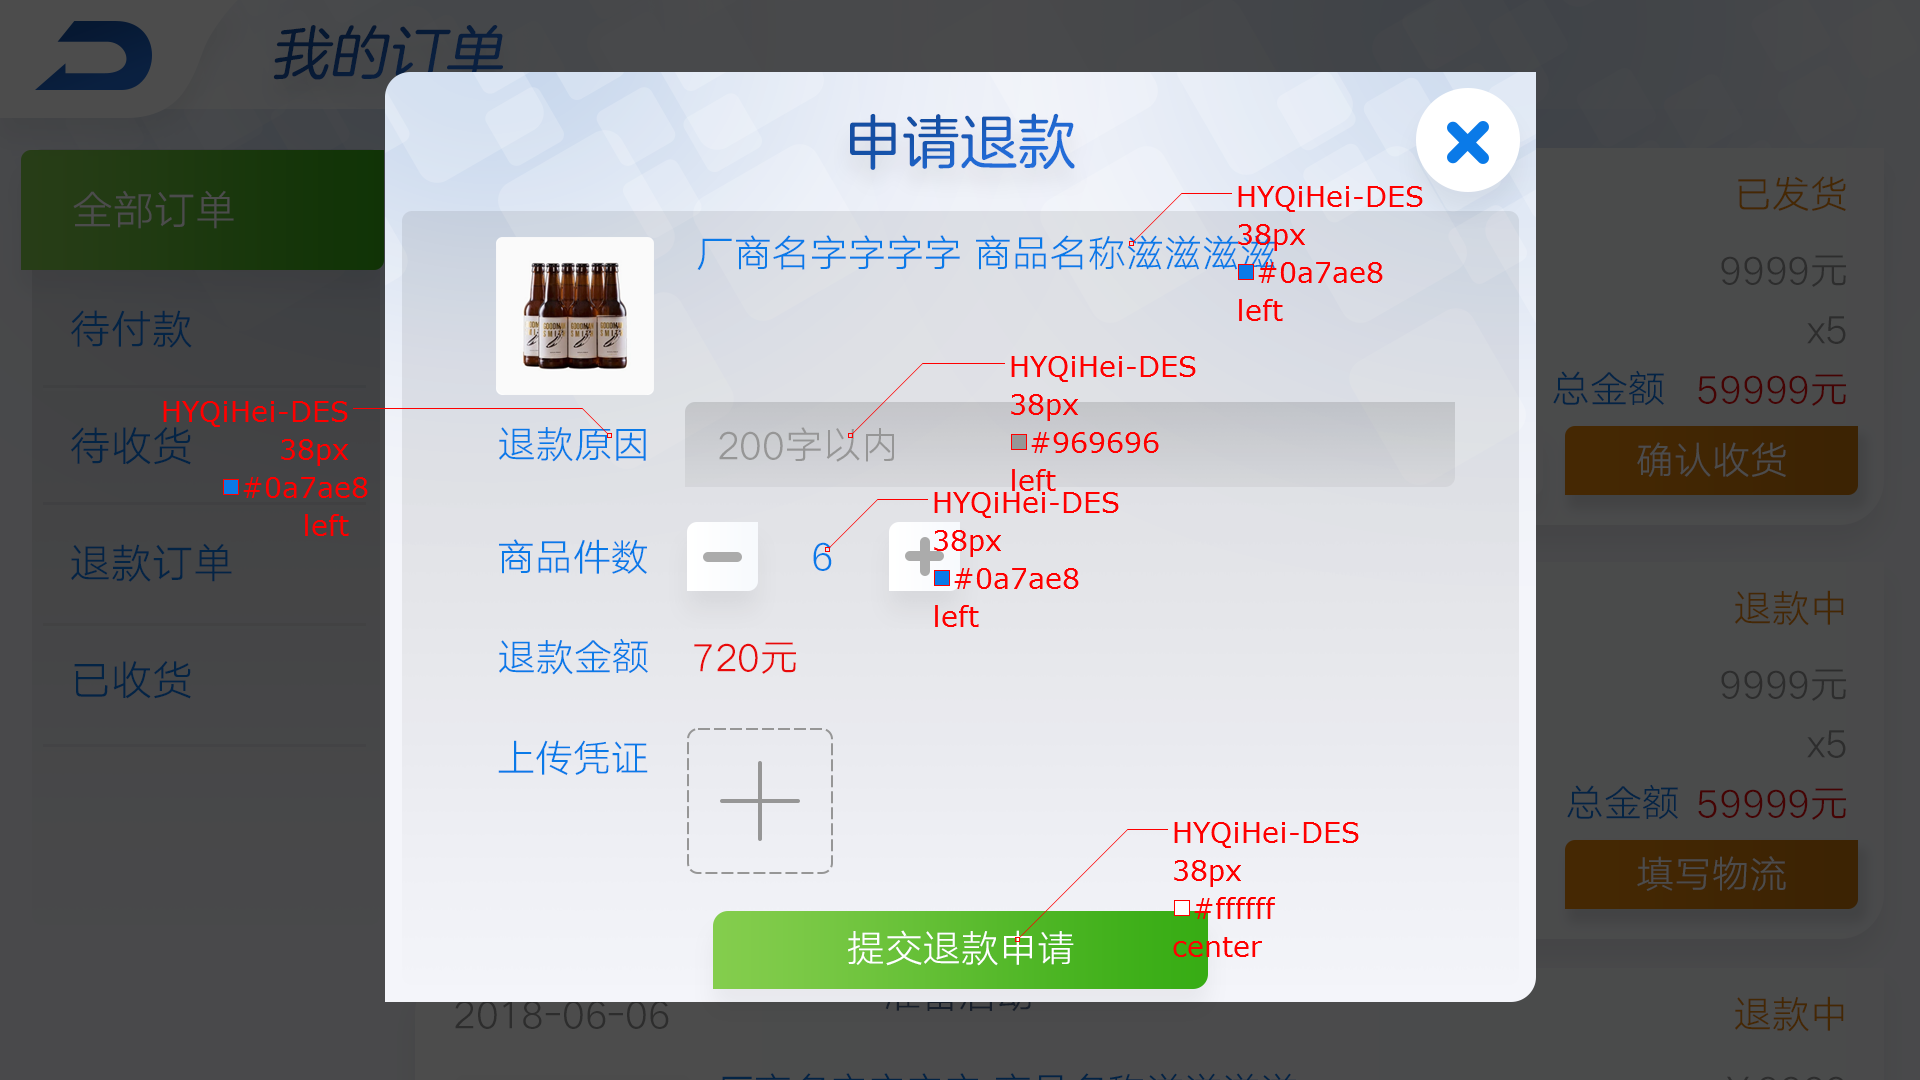 我的订单
全部订单
待付款
待收货
退款订单
已收货
申请退款
厂商名字字字字 商品名称滋滋滋滋
HYQiHei-DES
38px
#0a7ae8
left
退款原因
200字以内
HYQiHei-DES
38px
#0a7ae8
left
HYQiHei-DES
38px
#969696
left
商品件数
6
HYQiHei-DES
38px
#0a7ae8
left
退款金额
720元
上传凭证
提交退款申请
HYQiHei-DES
38px
#ffffff
center
已发货
9999元
x5
总金额 59999元
确认收货
退款中
9999元
x5
总金额 59999元
填写物流
2018-06-06
退款中